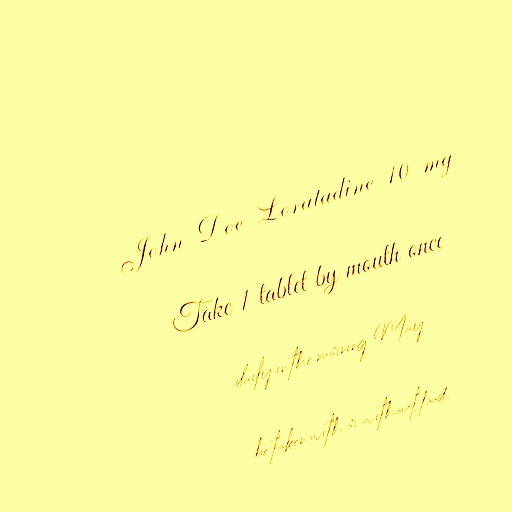 John Doe Loratadine 10 mg
Take 1 tablet by mouth once
daily in the morning May
be taken with or without food.